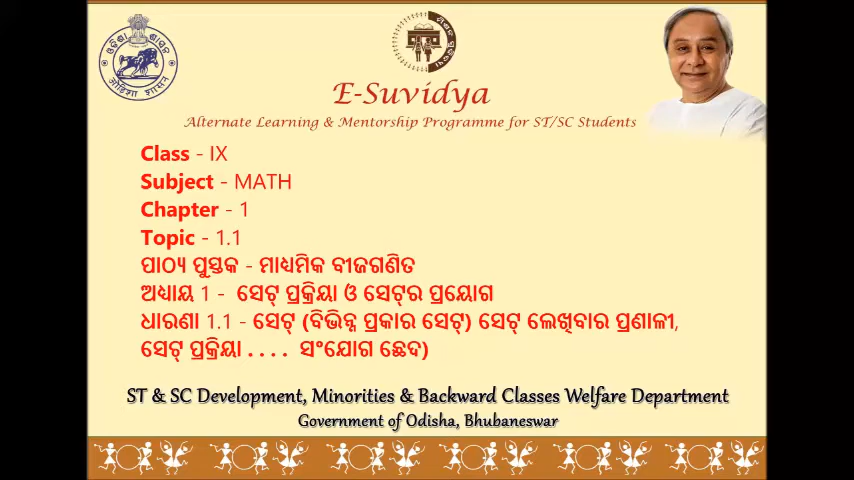 E-Suvidya
Alternate Learning & Mentorship Programme for ST/SC Students
Class - IX
Subject - MATH
Chapter - 1
Topic - 1.1
ପାଠ୍ୟ ପୁସ୍ତକ - ମାଧ୍ୟମିକ ବୀଜଗଣିତ
ଅଧ୍ୟାୟ 1 - ସେଟ୍ ପ୍ରକ୍ରିୟା ଓ ସେଟ୍‌ର ପ୍ରୟୋଗ
ଧାରଣା 1.1 - ସେଟ୍ (ବିଭିନ୍ନ ପ୍ରକାର ସେଟ୍) ସେଟ୍ ଲେଖିବାର ପ୍ରଣାଳୀ,
ସେଟ୍ ପ୍ରକ୍ରିୟା .... ସଂଯୋଗ ଛେଦ)
ST & SC Development, Minorities & Backward Classes Welfare Department
Government of Odisha, Bhubaneswar